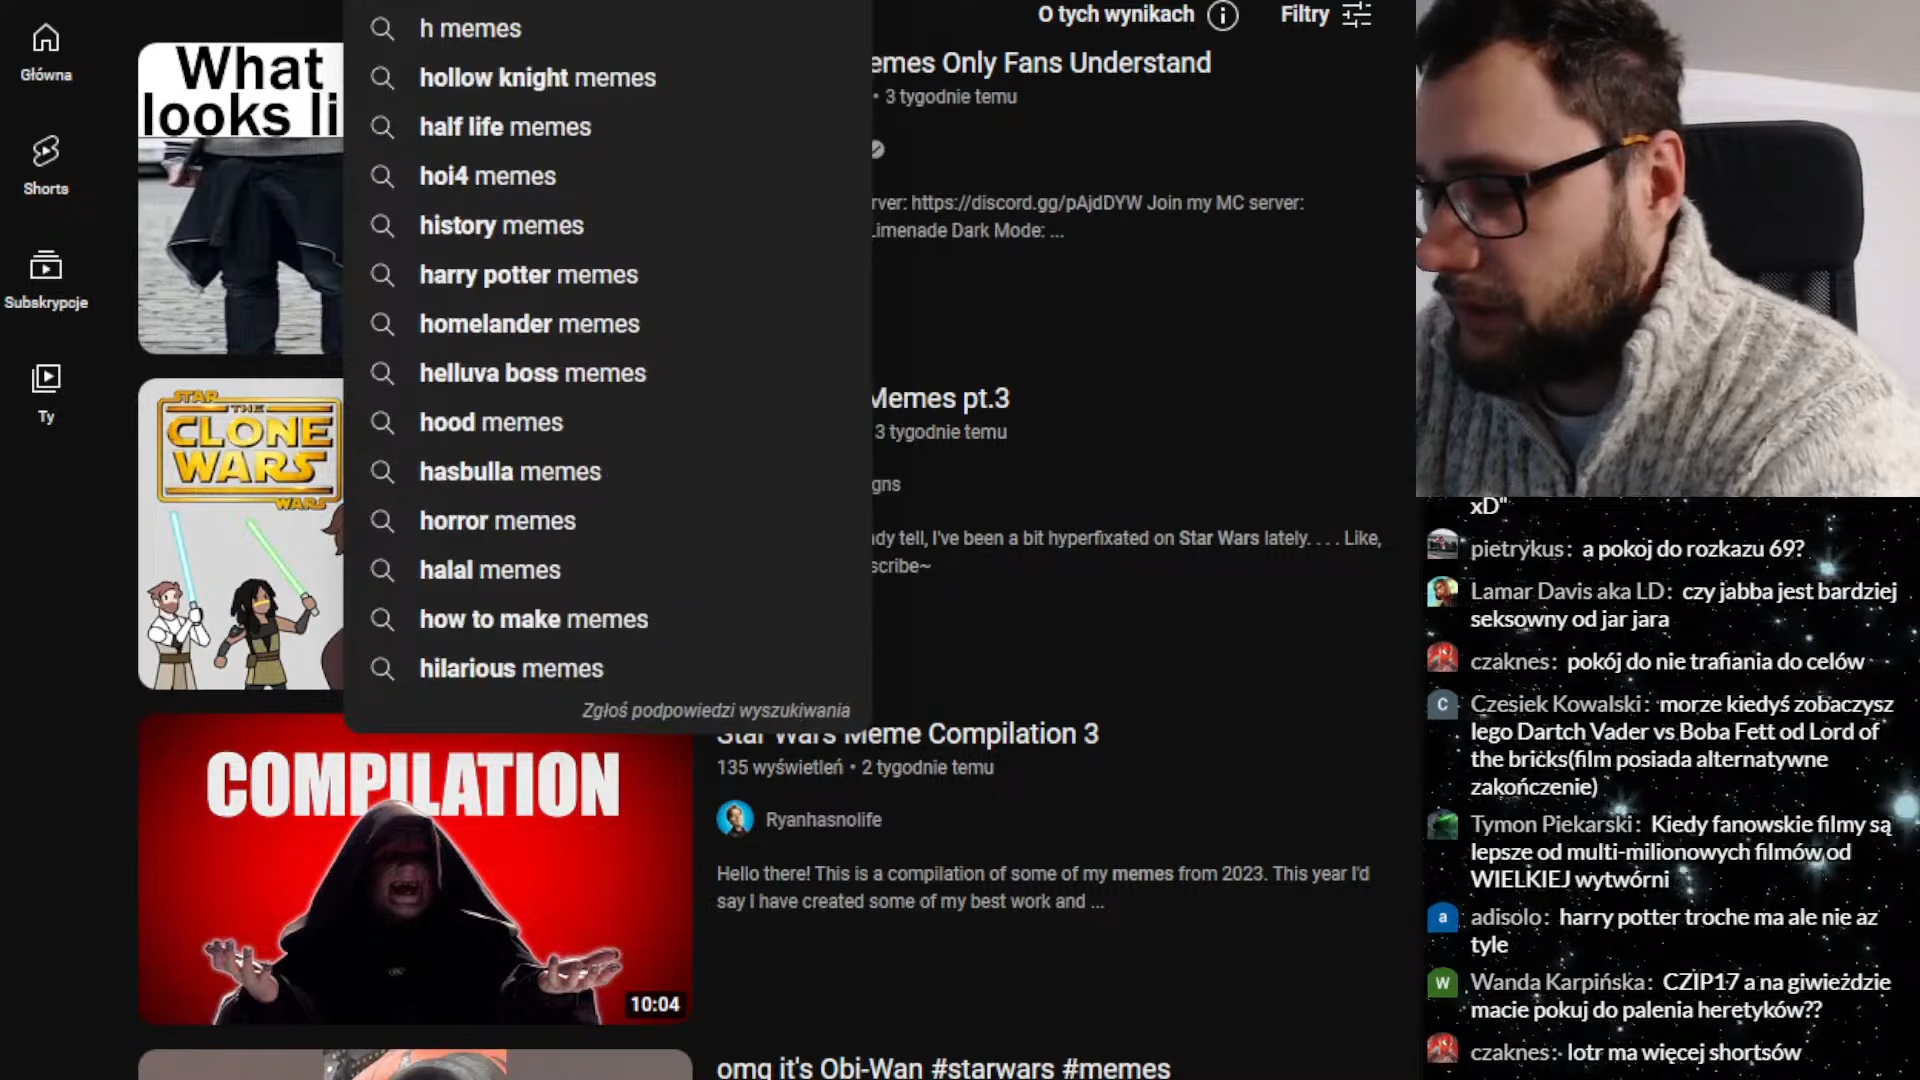 Główna
Shorts
Subskrypcje
Ty
What
looks li
STAR
THE
CLONE
WARS
WARS
COMPILATION
10:04
h memes
hollow knight memes
half life memes
hoi4 memes
history memes
harry potter memes
homelander memes
helluva boss memes
hood memes
hasbulla memes
horror memes
halal memes
how to make memes
hilarious memes
Zgłoś podpowiedzi wyszukiwania
O tych wynikach
Filtry
emes Only Fans Understand
• 3 tygodnie temu
rver: https://discord.gg/pAjdDYW Join my MC server:
Limenade Dark Mode: ...
Memes pt.3
3 tygodnie temu
gns
dy tell, I've been a bit hyperfixated on Star Wars lately. . . . Like,
scribe~
Star Wars Meme Compilation 3
135 wyświetleń • 2 tygodnie temu
Ryanhasnolife
Hello there! This is a compilation of some of my memes from 2023. This year I'd
say I have created some of my best work and ...
omg it's Obi-Wan #starwars #memes
xD"
pietrykus: a pokoj do rozkazu 69?
Lamar Davis aka LD: czy jabba jest bardziej
seksowny od jar jara
czaknes: pokój do nie trafiania do celów
C
Czesiek Kowalski: morze kiedyś zobaczysz
lego Dartch Vader vs Boba Fett od Lord of
the bricks(film posiada alternatywne
zakończenie)
Tymon Piekarski: Kiedy fanowskie filmy są
lepsze od multi-milionowych filmów od
WIELKIEJ wytwórni
a
adisolo: harry potter troche ma ale nie az
tyle
W
Wanda Karpińska: CZIP17 a na giwieździe
macie pokuj do palenia heretyków??
czaknes: lotr ma więcej shortsów